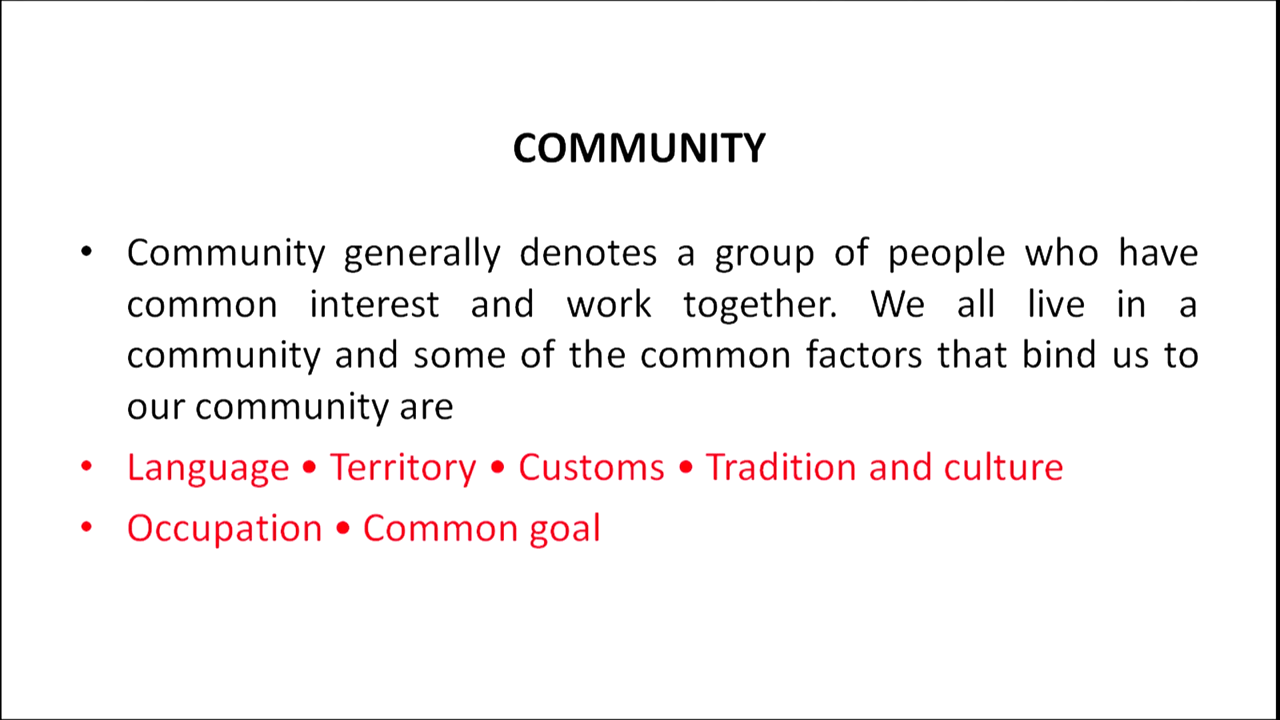 COMMUNITY
• Community generally denotes a group of people who have
common interest and work together. We all live in a
community and some of the common factors that bind us to
our community are
• Language • Territory • Customs • Tradition and culture
• Occupation • Common goal